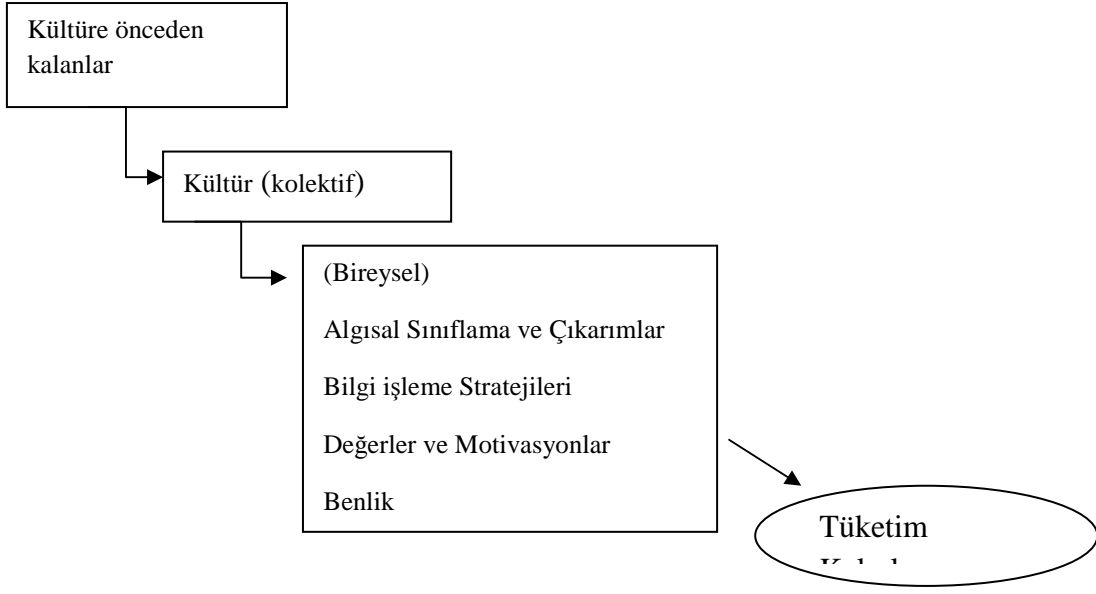 Kültüre önceden
kalanlar
Kültür (kolektif)
(Bireysel)
Algısal Sınıflama ve Çıkarımlar
Bilgi işleme Stratejileri
Değerler ve Motivasyonlar
Benlik
Tüketim